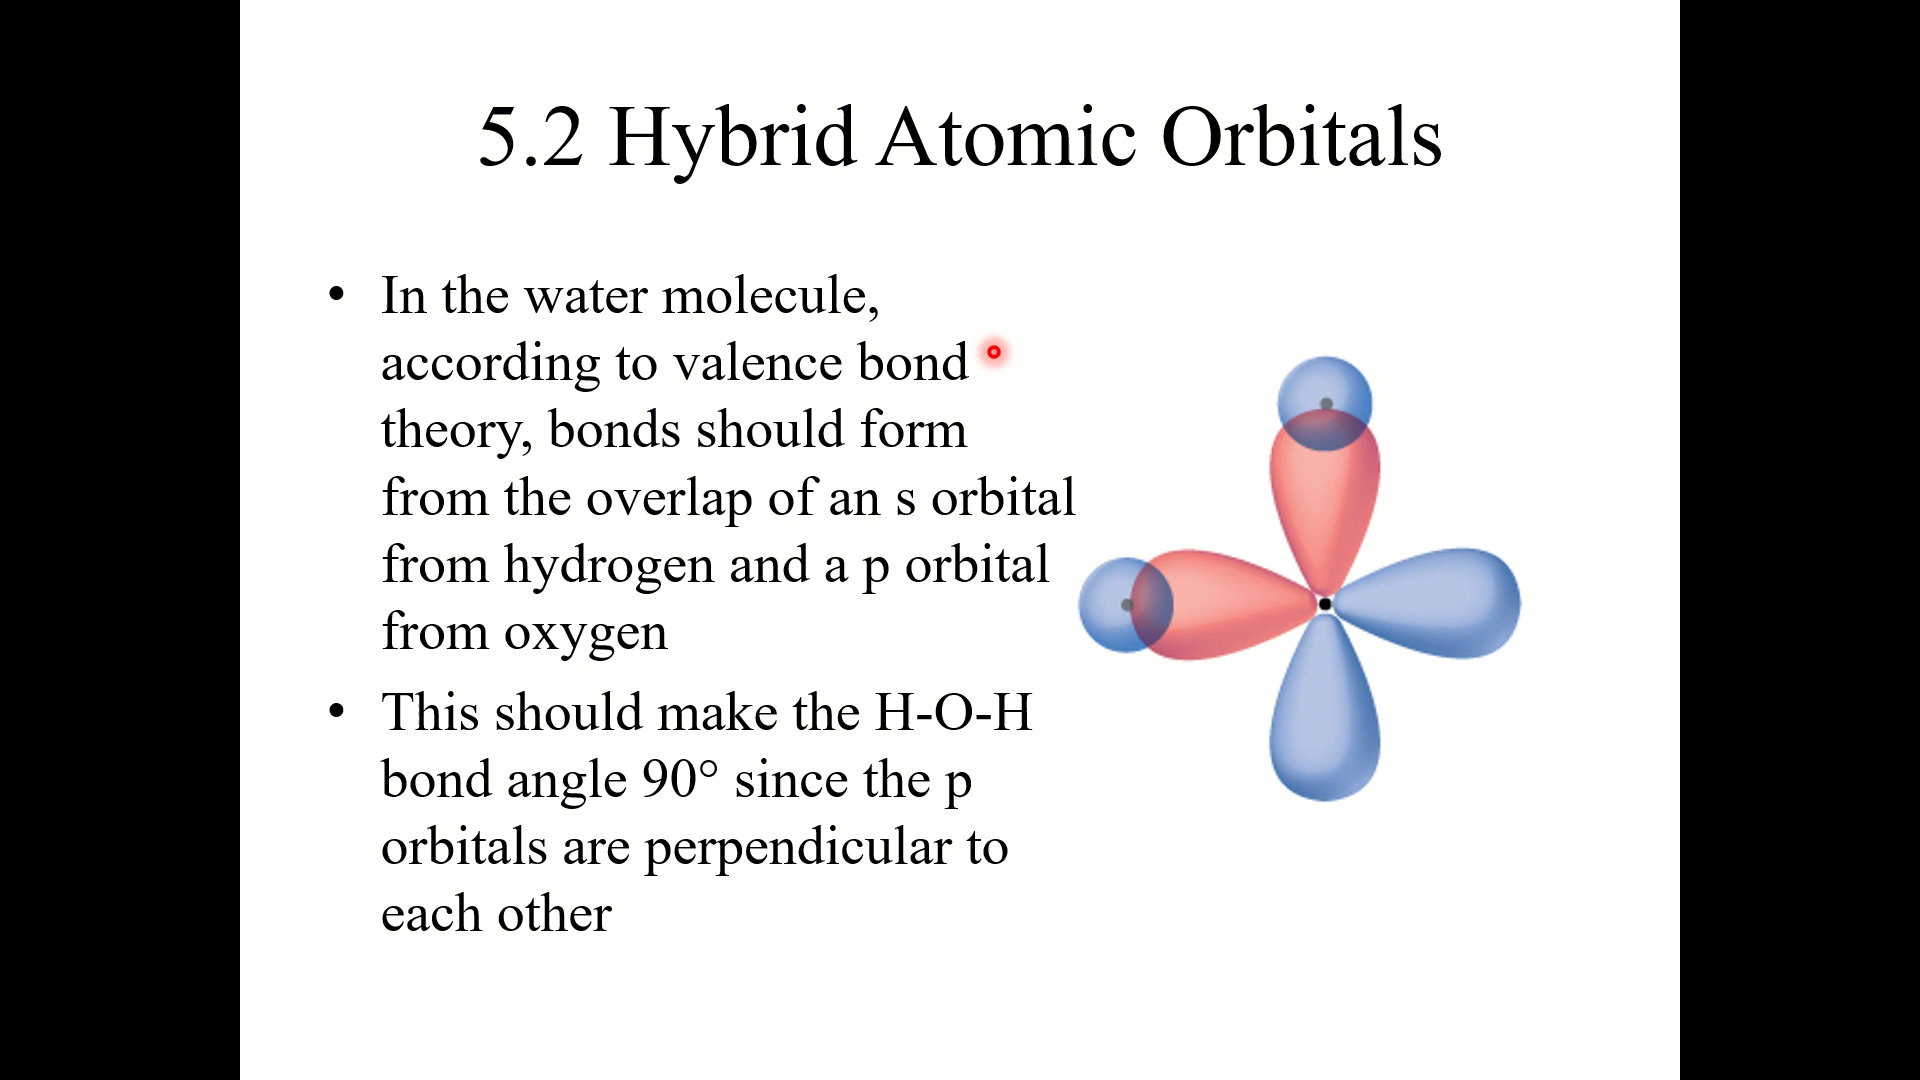 5.2 Hybrid Atomic Orbitals
• In the water molecule,
according to valence bond
theory, bonds should form
from the overlap of an s orbital
from hydrogen and a p orbital
from oxygen
• This should make the H-O-H
bond angle 90° since the p
orbitals are perpendicular to
each other